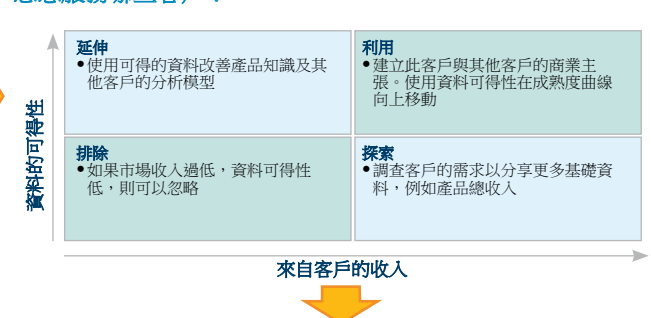 延伸
•使用可得的資料改善產品知識及其
他客戶的分析模型
利用
•建立此客戶與其他客戶的商業主
張。使用資料可得性在成熟度曲線
向上移動
排除
•如果市場收入過低，資料可得性
低，則可以忽略
探索
•調查客戶的需求以分享更多基礎資
料，例如產品總收入
資料的可得性
來自客戶的收入